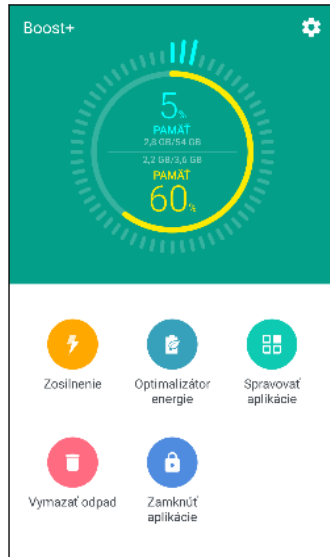 Boost+
5%
PAMÄŤ
2,8 GB/54 GB
2,2 GB/3,6 GB
PAMÄŤ
60%
Zosilnenie
Optimalizátor
energie
Spravovať
aplikácie
Vymazať odpad
Zamknúť
aplikácie